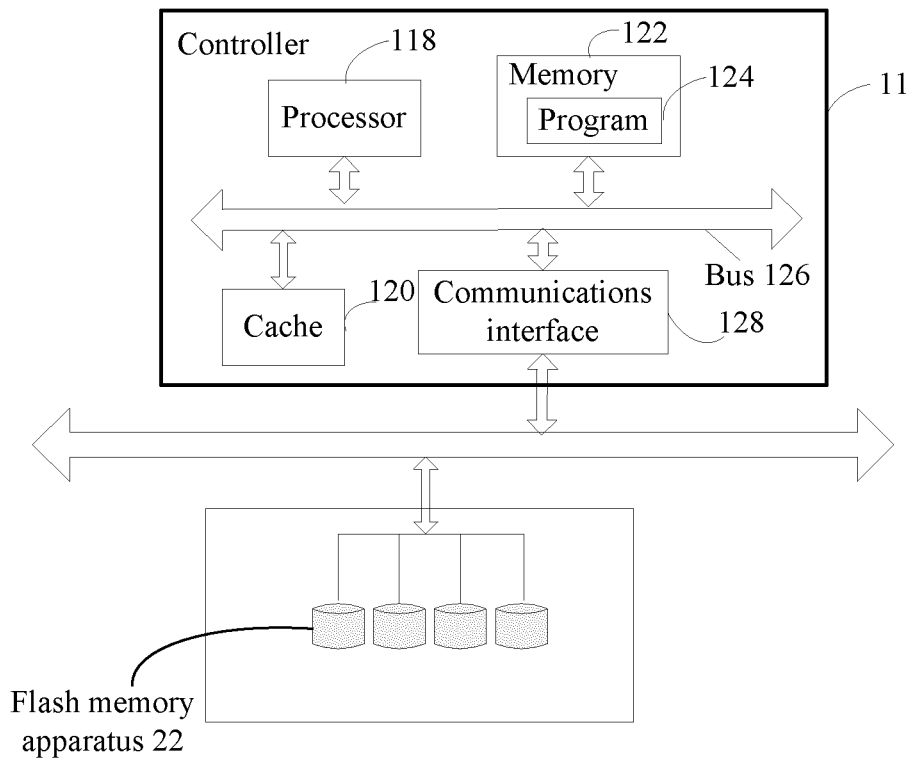 Controller
118
122
Memory
124
11
Processor
Program
Bus 126
120
Communications
interface
128
Cache
Flash memory
apparatus 22